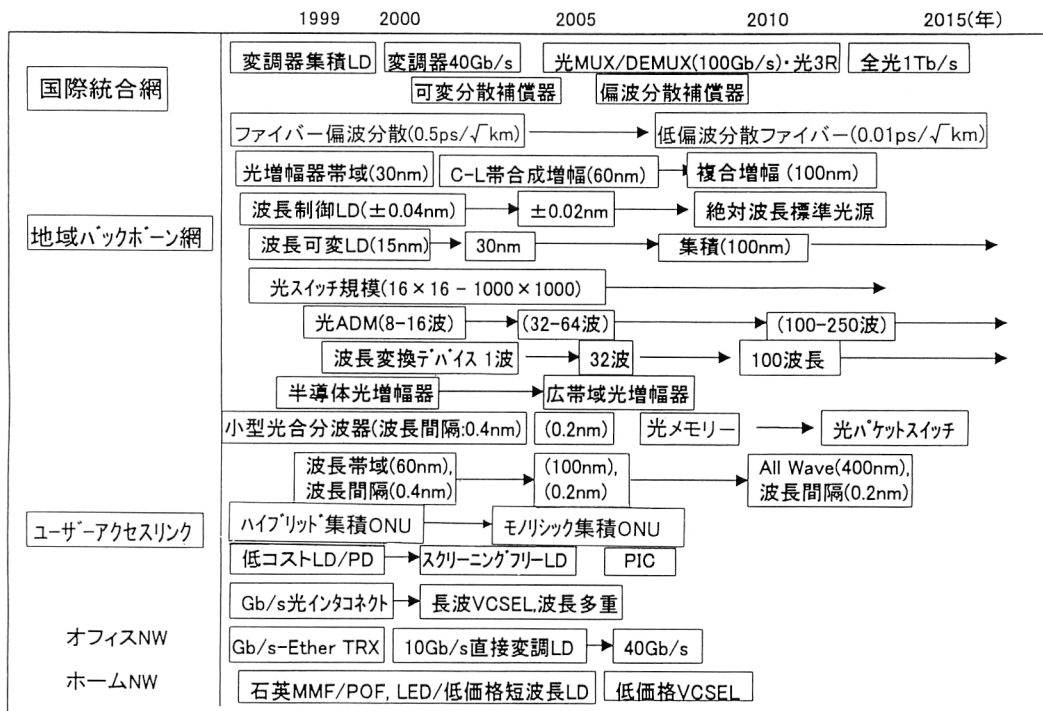 1999 2000 2005 2010 2015(年)
変調器集積LD 変調器40Gb/s 光MUX/DEMUX(100Gb/s)・光3R 全光1Tb/s
国際統合網 可変分散補償器 偏波分散補償器
ファイバー偏波分散(0.5ps/√km) 低偏波分散ファイバー(0.01ps/√km)
光増幅器帯域(30nm) C-L帯合成増幅(60nm) 複合増幅(100nm)
波長制御LD(±0.04nm) ±0.02nm 絶対波長標準光源
地域バックボーン網 波長可変LD(15nm) 30nm 集積(100nm)
光スイッチ規模(16×16-1000×1000)
光ADM(8-16波) (32-64波) (100-250波)
波長変換デバイス1波 32波 100波長
半導体光増幅器 広帯域光増幅器
小型光合分波器(波長間隔:0.4nm) (0.2nm) 光メモリー 光パケットスイッチ
波長帯域(60nm), (100nm), All Wave(400nm),
波長間隔(0.4nm) (0.2nm) 波長間隔(0.2nm)
ユーザーアクセスリンク ハイブリッド集積ONU モノリシック集積ONU
低コストLD/PD スクリーニングフリーLD PIC
Gb/s光インタコネクト 長波VCSEL,波長多重
オフィスNW Gb/s-Ether TRX 10Gb/s直接変調LD 40Gb/s
ホームNW 石英MMF/POF, LED/低価格短波長LD 低価格VCSEL